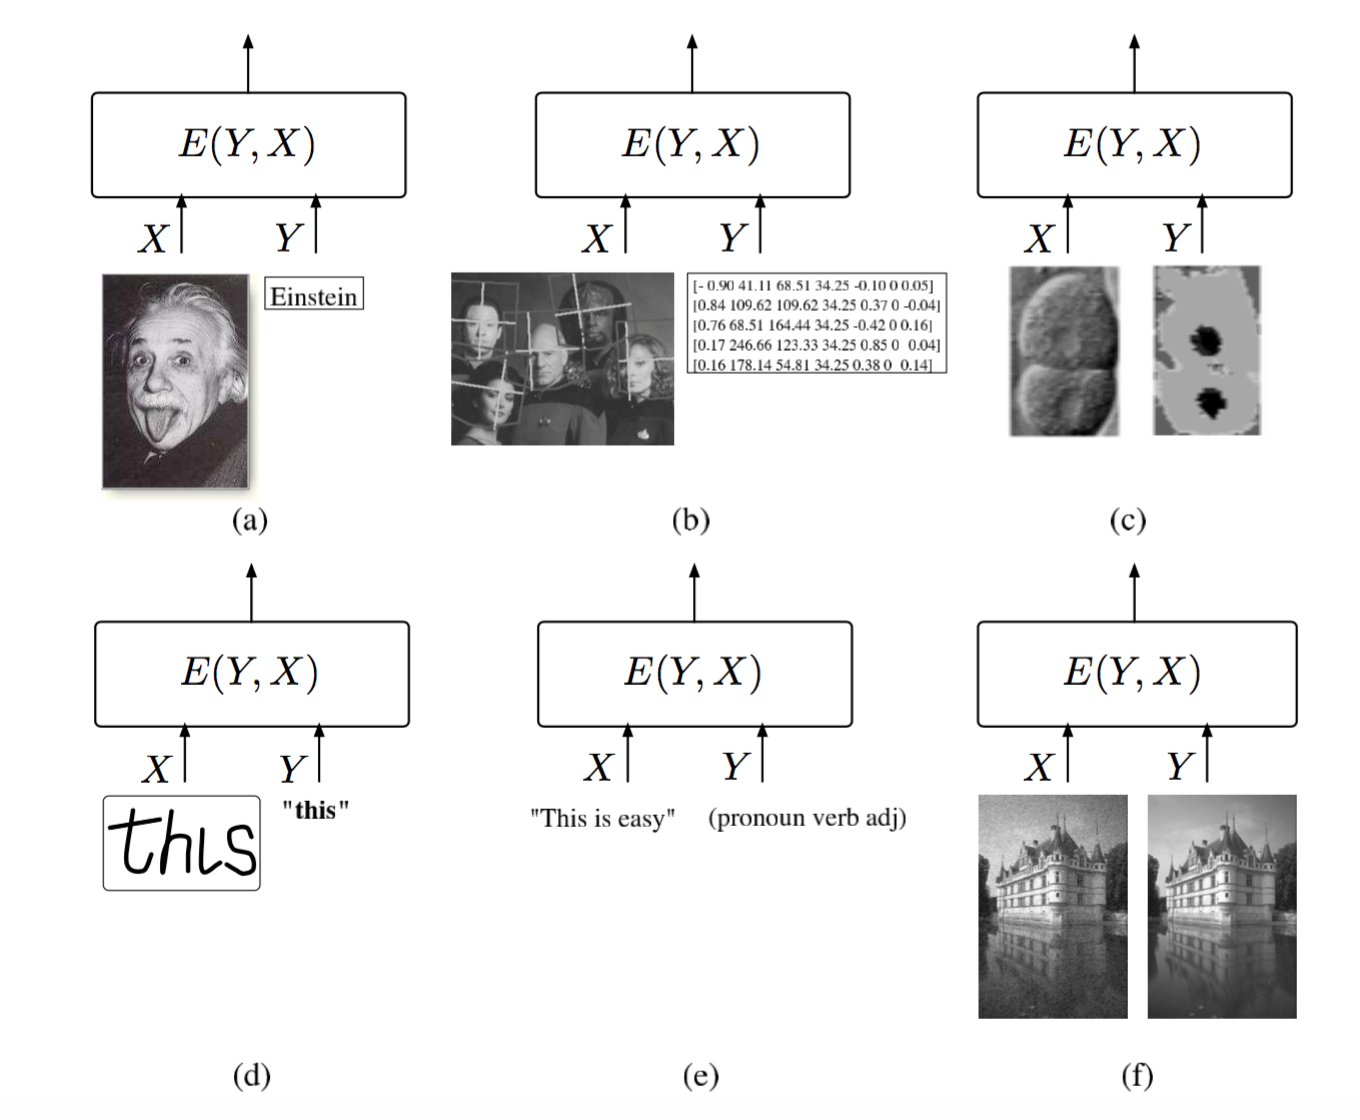 E(Y, X)
X
Y
Einstein
(a)
E(Y, X)
X
Y
[- 0.90 41.11 68.51 34.25 -0.10 0 0.05]
[0.84 109.62 109.62 34.25 0.37 0 -0.04]
[0.76 68.51 164.44 34.25 -0.42 0 0.16]
[0.17 246.66 123.33 34.25 0.85 0 0.04]
[0.16 178.14 54.81 34.25 0.38 0 0.14]
(b)
E(Y, X)
X
Y
(c)
E(Y, X)
X
Y
this
"this"
(d)
E(Y, X)
X
Y
"This is easy"
(pronoun verb adj)
(e)
E(Y, X)
X
Y
(f)